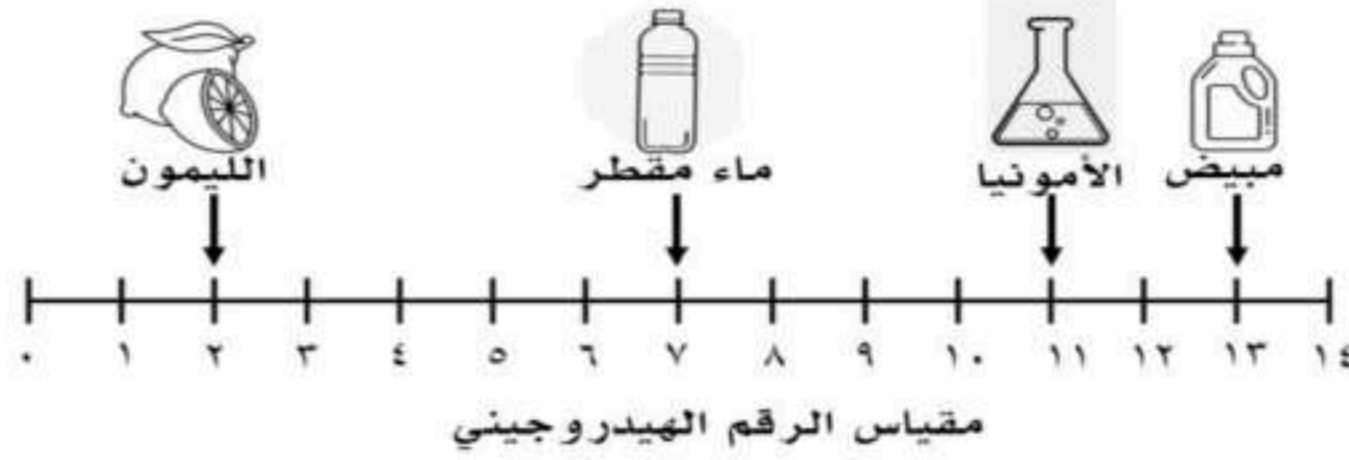 الليمون
ماء مقطر
الأمونيا
مبيض
٠ ١ ٢ ٣ ٤ ٥ ٦ ٧ ٨ ٩ ١٠ ١١ ١٢ ١٣ ١٤
مقياس الرقم الهيدروجيني